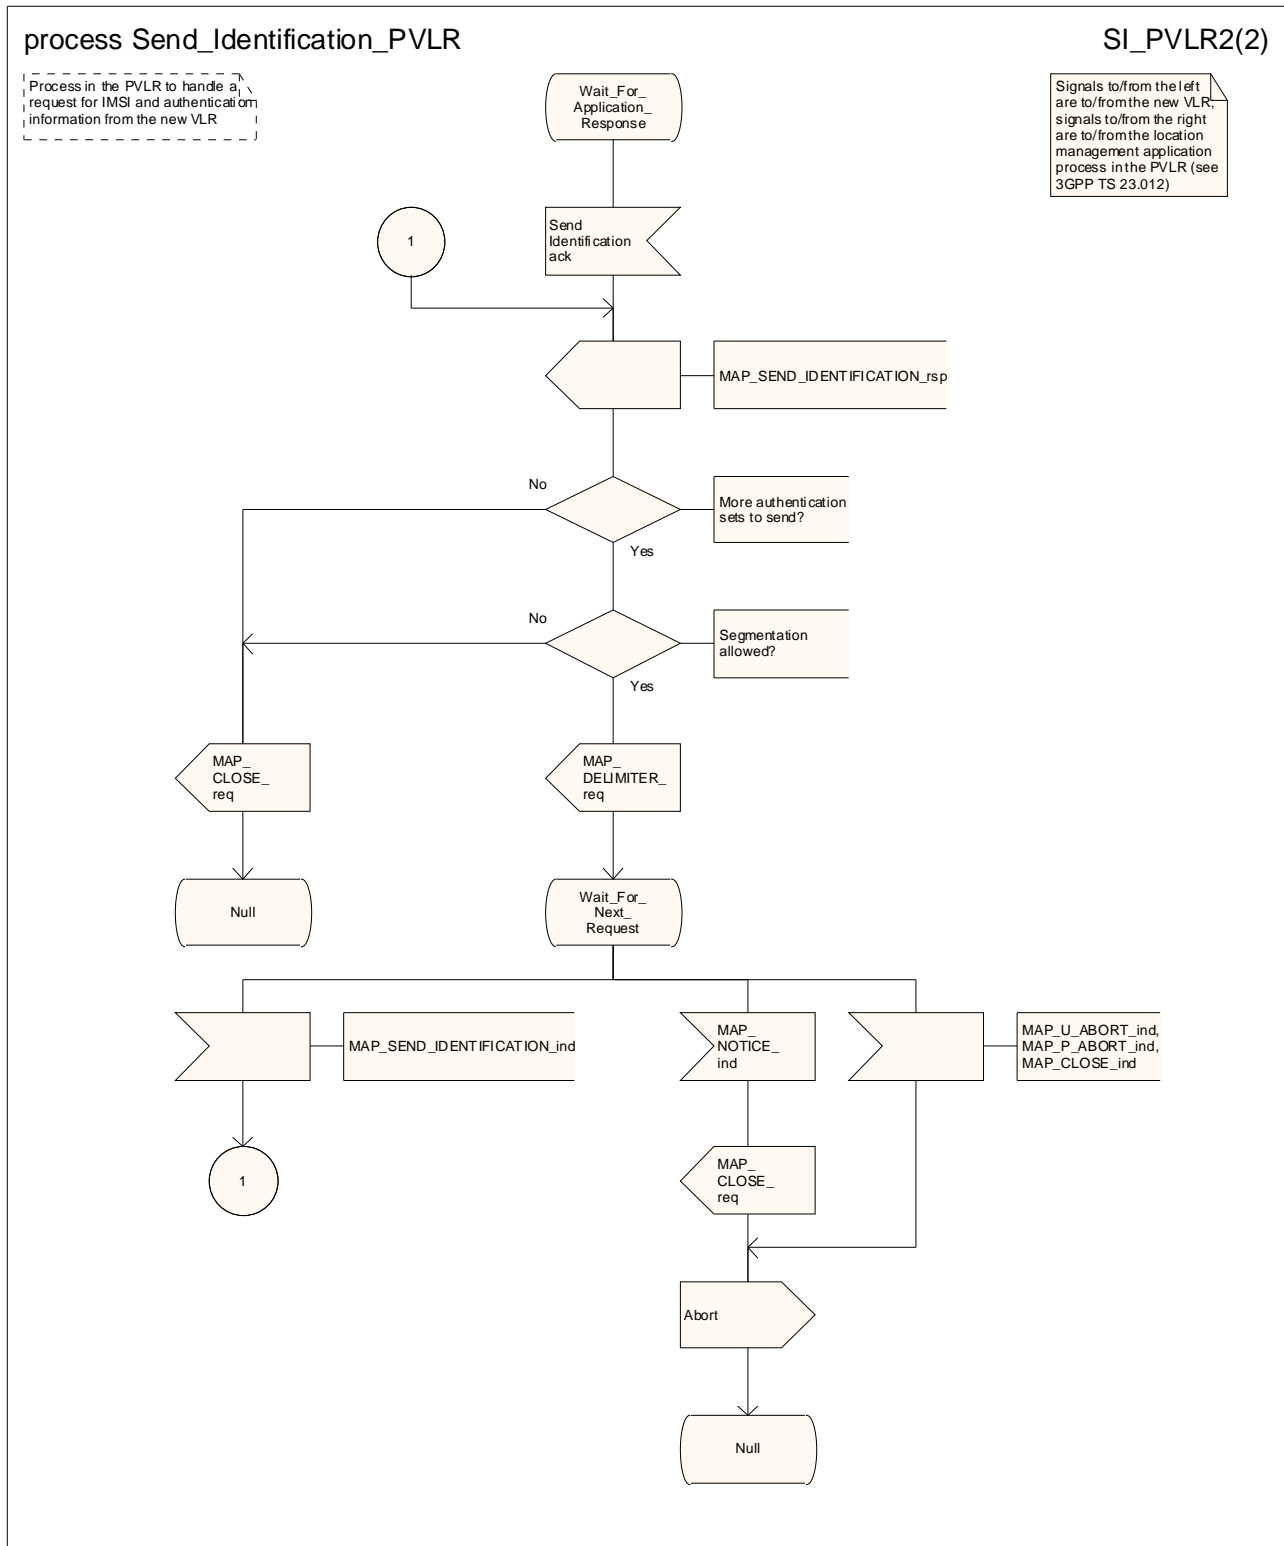 process Send_Identification_PVLR
SI_PVLR2(2)
Process in the PVLR to handle a
request for IMSI and authentication
information from the new VLR
Wait_For_
Application_
Response
Signals to/from the left
are to/from the new VLR;
signals to/from the right
are to/from the location
management application
process in the PVLR (see
3GPP TS 23.012)
1
Send
Identification
ack
MAP_SEND_IDENTIFICATION_rsp
No
More authentication
sets to send?
Yes
No
Segmentation
allowed?
Yes
MAP_
CLOSE_
req
MAP_
DELIMITER_
req
Null
Wait_For_
Next_
Request
MAP_SEND_IDENTIFICATION_ind
MAP_
NOTICE_
ind
MAP_U_ABORT_ind,
MAP_P_ABORT_ind,
MAP_CLOSE_ind
1
MAP_
CLOSE_
req
Abort
Null